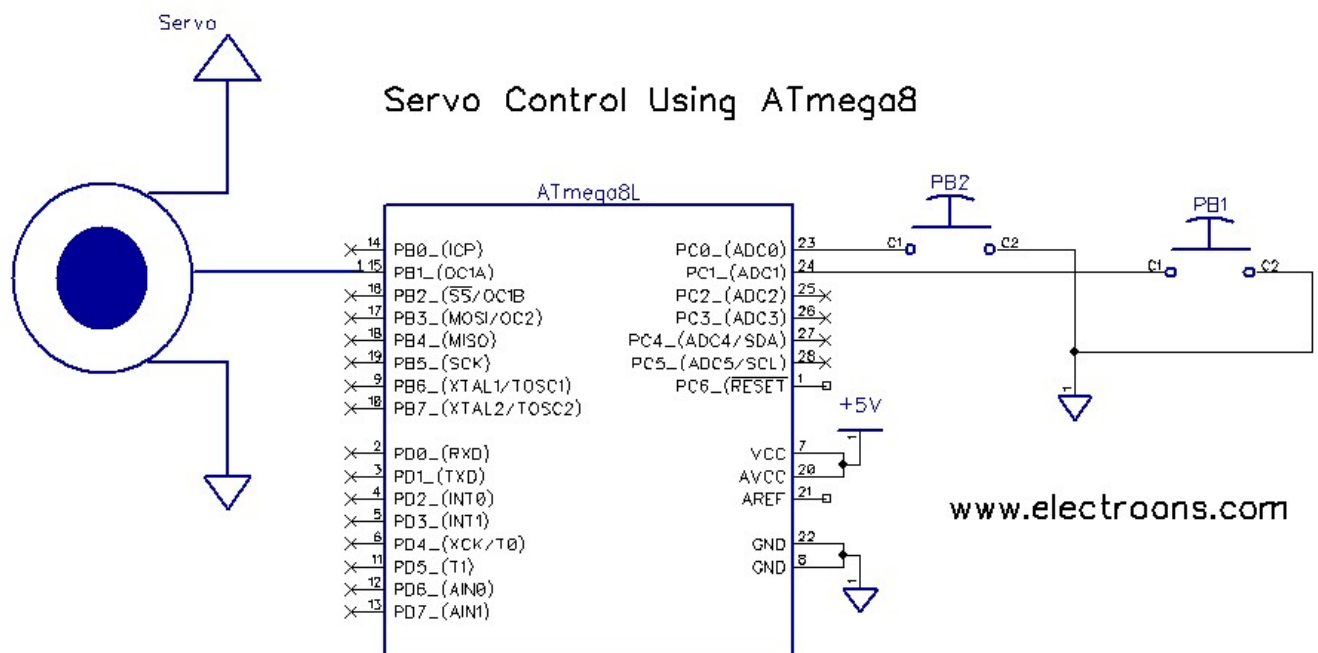 Servo
Servo Control Using ATmega8
ATmega8L
PB2
PB1
14 PB0_(ICP)
1 15 PB1_(OC1A)
16 PB2_(SS/OC1B
17 PB3_(MOSI/OC2)
18 PB4_(MISO)
19 PB5_(SCK)
9 PB6_(XTAL1/TOSC1)
10 PB7_(XTAL2/TOSC2)
2 PD0_(RXD)
3 PD1_(TXD)
4 PD2_(INT0)
5 PD3_(INT1)
6 PD4_(XCK/T0)
11 PD5_(T1)
12 PD6_(AIN0)
13 PD7_(AIN1)
PC0_(ADC0) 23
PC1_(ADC1) 24
PC2_(ADC2) 25
PC3_(ADC3) 26
PC4_(ADC4/SDA) 27
PC5_(ADC5/SCL) 28
PC6_(RESET 1
VCC 7
AVCC 20
AREF 21
GND 22
GND 8
C1 C2
C1 C2
1
+5V
1
1
www.electroons.com